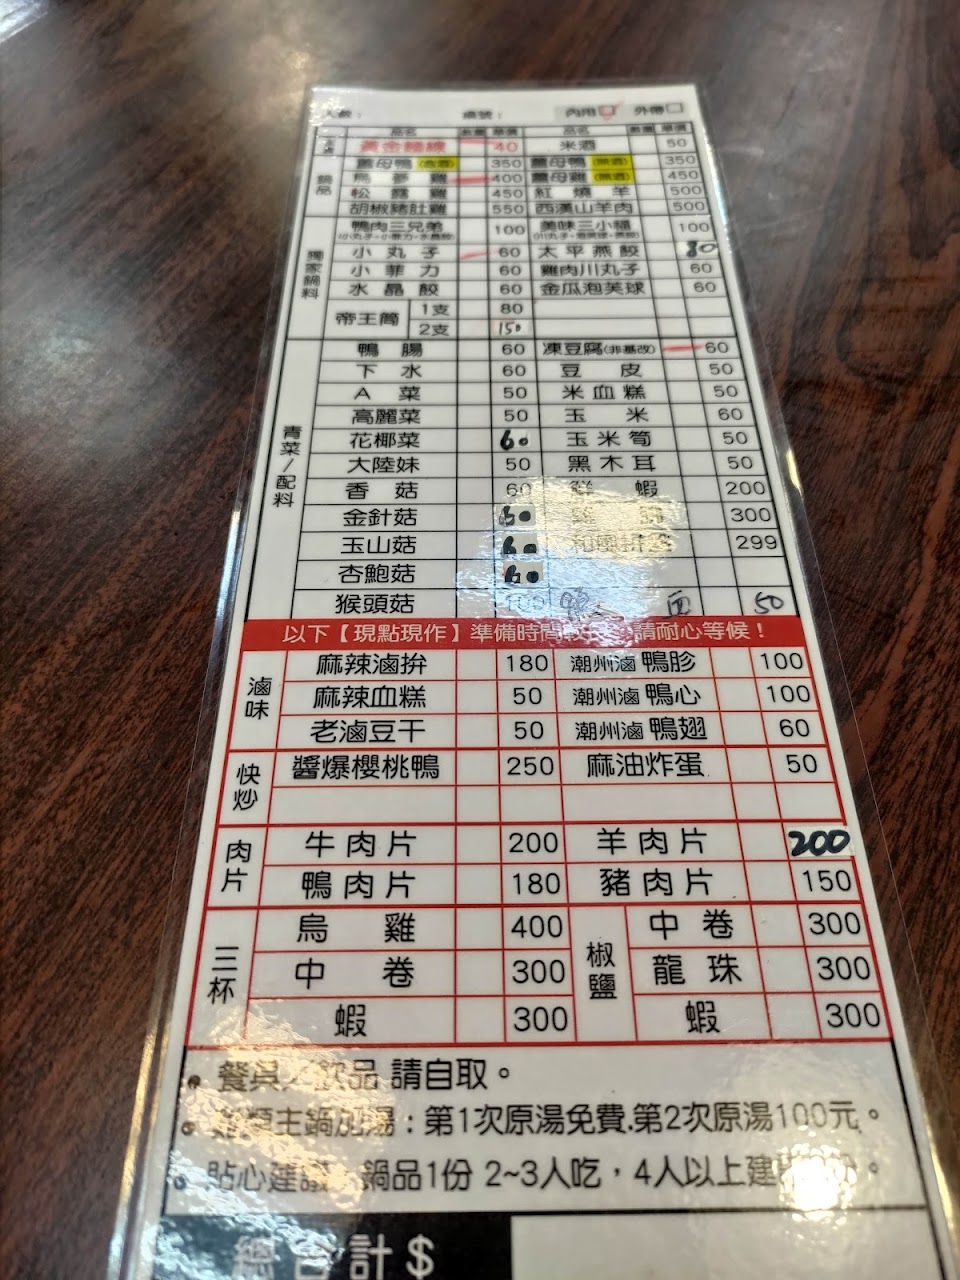 人數： 桌號： 內用 外帶
品名 數量 單價 品名 數量 單價
黃金麵線 40 米酒 50
鍋品
薑母鴨 350 薑母鴨 (無酒) 350
烏蔘雞 400 薑母雞 (無酒) 450
松露雞 450 紅燒羊 500
胡椒豬肚雞 550 西漢山羊肉 500
獨家鍋料
鴨肉三兄弟 100 美味三小福 100
小丸子 60 太平燕餃 80
小菲力 60 雞肉川丸子 60
水晶餃 60 金瓜泡芙球 60
帝王筒 1支 80
2支 150
青菜/配料
鴨腸 60 凍豆腐(非基改) 60
下水 60 豆皮 50
A菜 50 米血糕 50
高麗菜 50 玉米 60
花椰菜 60 玉米筍 50
大陸妹 50 黑木耳 50
香菇 60 鮮蝦 200
金針菇 60 300
玉山菇 60 299
杏鮑菇 60
猴頭菇 100 麵 50
以下【現點現作】準備時間較長 請耐心等候！
滷味
麻辣滷拚 180 潮州滷鴨胗 100
麻辣血糕 50 潮州滷鴨心 100
老滷豆干 50 潮州滷鴨翅 60
快炒
醬爆櫻桃鴨 250 麻油炸蛋 50
肉片
牛肉片 200 羊肉片 200
鴨肉片 180 豬肉片 150
三杯 椒鹽
烏雞 400 中卷 300
中卷 300 龍珠 300
蝦 300 蝦 300
餐具／飲品 請自取。
主鍋加湯：第1次原湯免費.第2次原湯100元。
貼心建議 鍋品1份 2~3人吃，4人以上建
總合計$